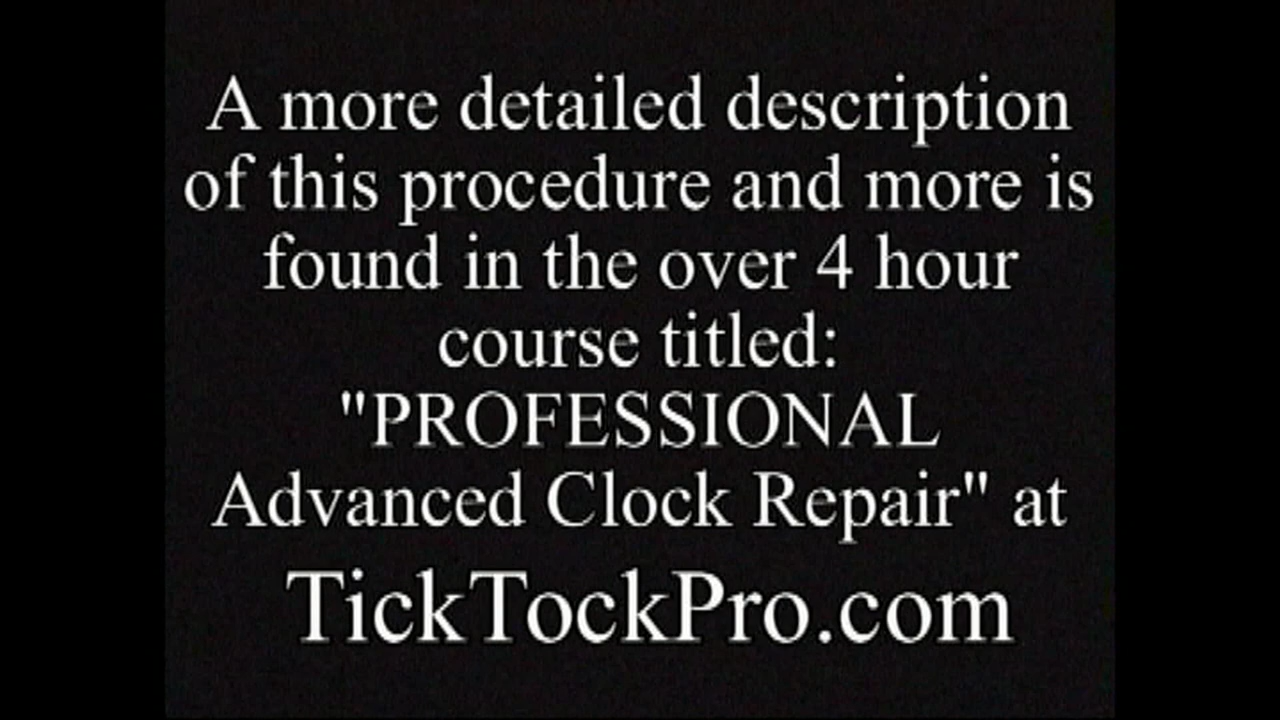 A more detailed description
of this procedure and more is
found in the over 4 hour
course titled:
"PROFESSIONAL
Advanced Clock Repair" at
TickTockPro.com